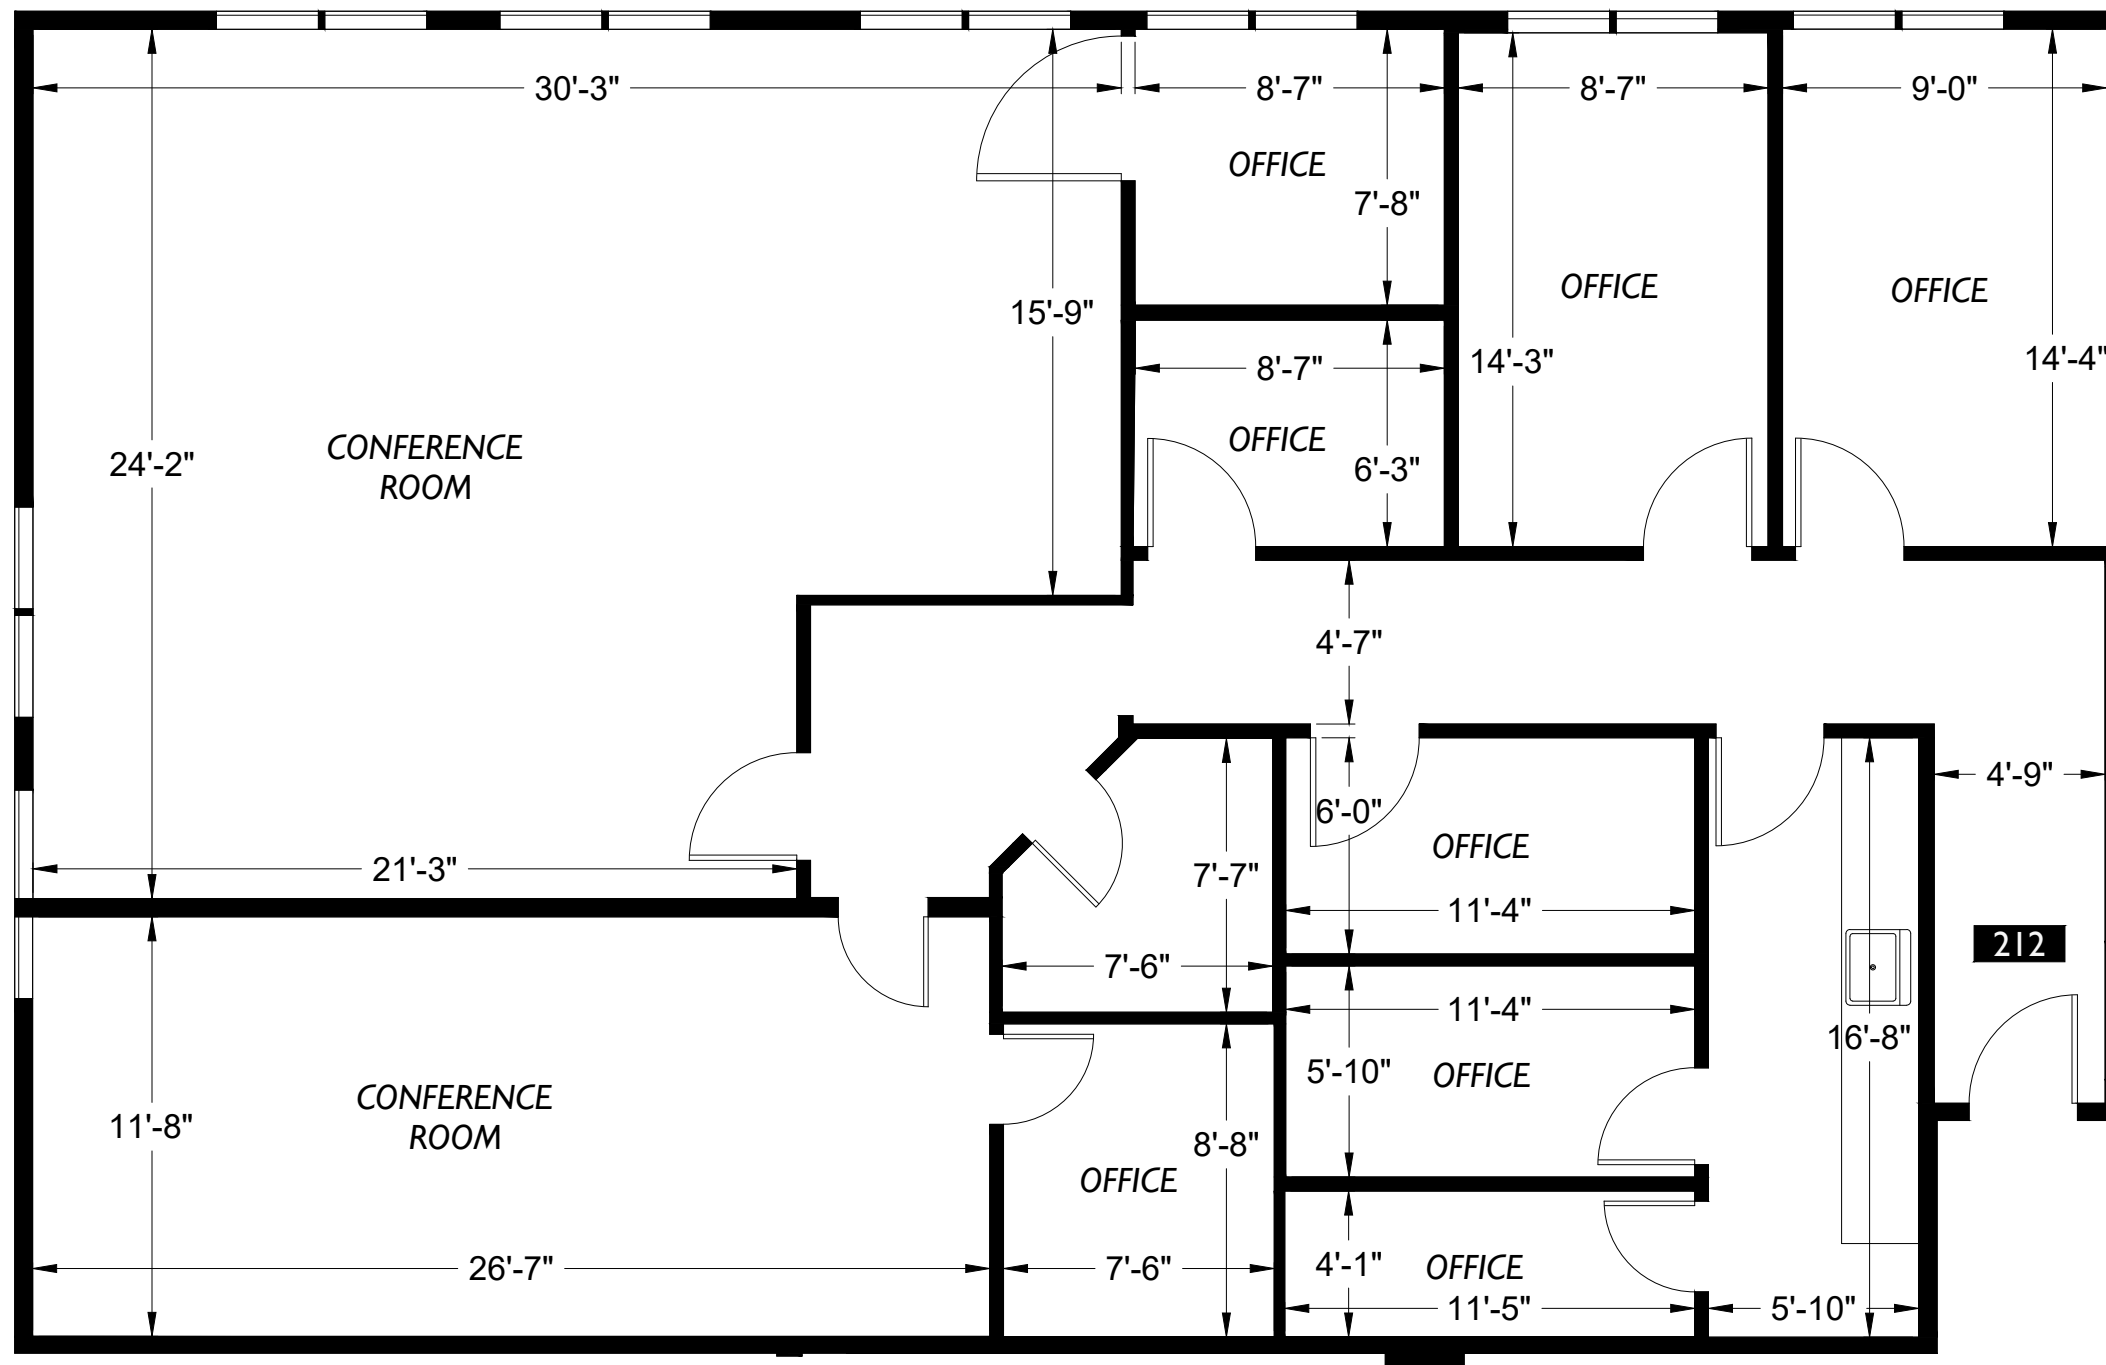 30'-3"
8'-7"
8'-7"
9'-0"
OFFICE
7'-8"
OFFICE
OFFICE
15'-9"
14'-3"
14'-4"
8'-7"
CONFERENCE
ROOM
24'-2"
OFFICE
6'-3"
4'-7"
4'-9"
6'-0"
OFFICE
21'-3"
7'-7"
11'-4"
212
7'-6"
11'-4"
16'-8"
5'-10"
OFFICE
CONFERENCE
ROOM
11'-8"
8'-8"
OFFICE
26'-7"
7'-6"
4'-1"
OFFICE
11'-5"
5'-10"